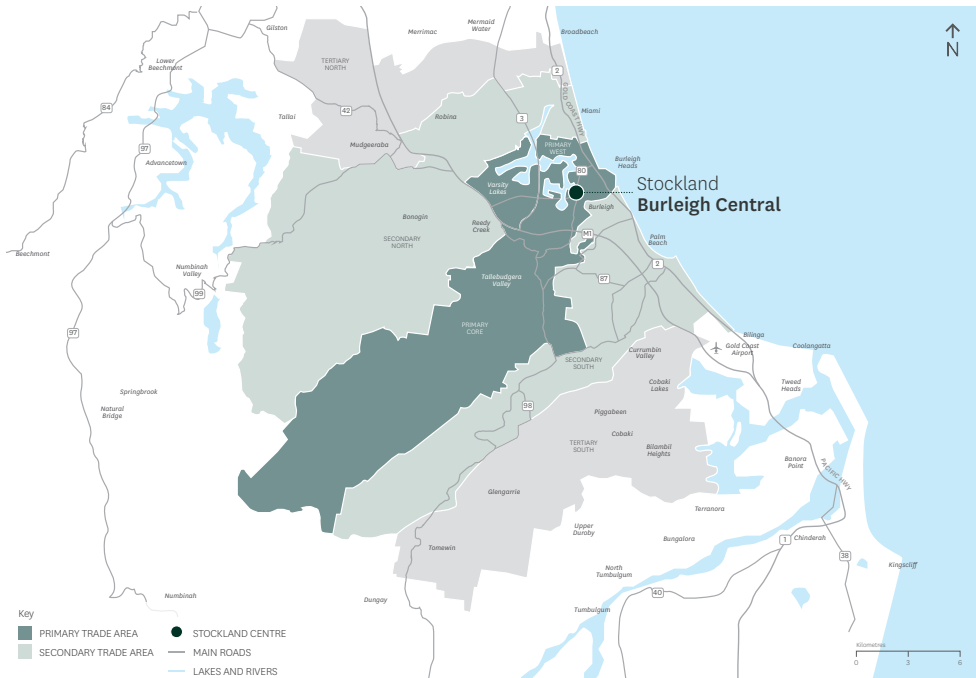 Gilston
Merrimac
Mermaid
Water
Broadbeach
N
Lower
Beechmont
TERTIARY
NORTH
2
GOLD COAST HWY
84
42
3
Miami
Tallai
Robina
97
Mudgeeraba
PRIMARY
WEST
Advancetown
Burleigh
Heads
80
Varsity
Lakes
Stockland
Burleigh Central
Bonogin
Reedy
Creek
Burleigh
SECONDARY
NORTH
M1
Palm
Beach
Beechmont
2
Numbinah
Valley
Tallebudgera
Valley
87
99
97
PRIMARY
CORE
Bilinga
Gold Coast
Airport
Coolangatta
SECONDARY
SOUTH
Currumbin
Valley
Springbrook
Cobaki
Lakes
Tweed
Heads
Natural
Bridge
98
Piggabeen
Cobaki
TERTIARY
SOUTH
Bilambil
Heights
Banora
Point
PACIFIC HWY
Glengarrie
Terranora
Upper
Duroby
Bungalora
1
Chinderah
Tomewin
38
Kingscliff
North
Tumbulgum
Numbinah
Dungay
40
Tumbulgum
Key
PRIMARY TRADE AREA
STOCKLAND CENTRE
SECONDARY TRADE AREA
MAIN ROADS
LAKES AND RIVERS
Kilometres
0 3 6